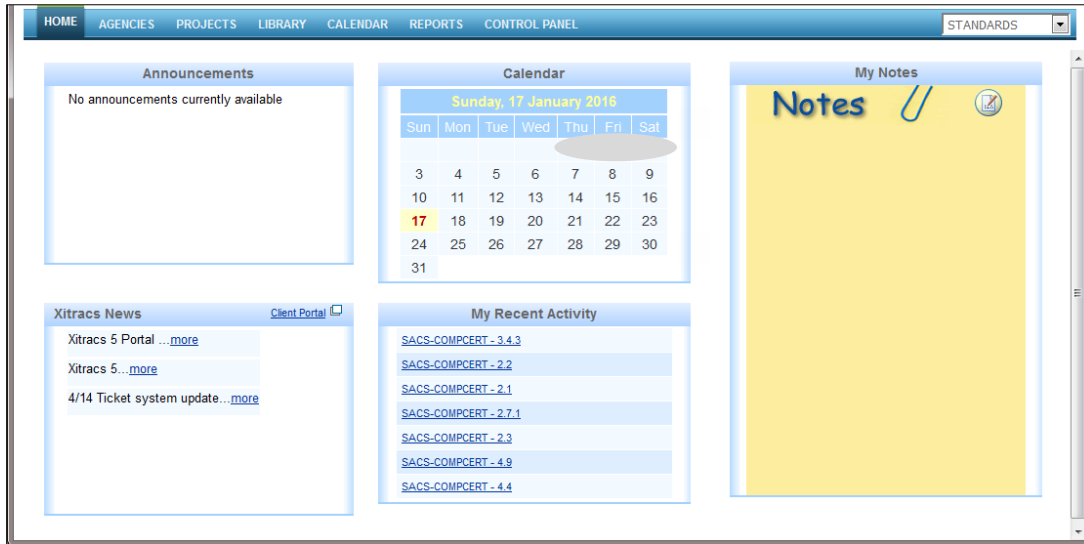 HOME AGENCIES PROJECTS LIBRARY CALENDAR REPORTS CONTROL PANEL STANDARDS
Announcements
No announcements currently available
Calendar
Sunday, 17 January 2016
Sun Mon Tue Wed Thu Fri Sat
3 4 5 6 7 8 9
10 11 12 13 14 15 16
17 18 19 20 21 22 23
24 25 26 27 28 29 30
31
My Notes
Notes
Xitracs News Client Portal
Xitracs 5 Portal ...more
Xitracs 5...more
4/14 Ticket system update...more
My Recent Activity
SACS-COMPCERT - 3.4.3
SACS-COMPCERT - 2.2
SACS-COMPCERT - 2.1
SACS-COMPCERT - 2.7.1
SACS-COMPCERT - 2.3
SACS-COMPCERT - 4.9
SACS-COMPCERT - 4.4